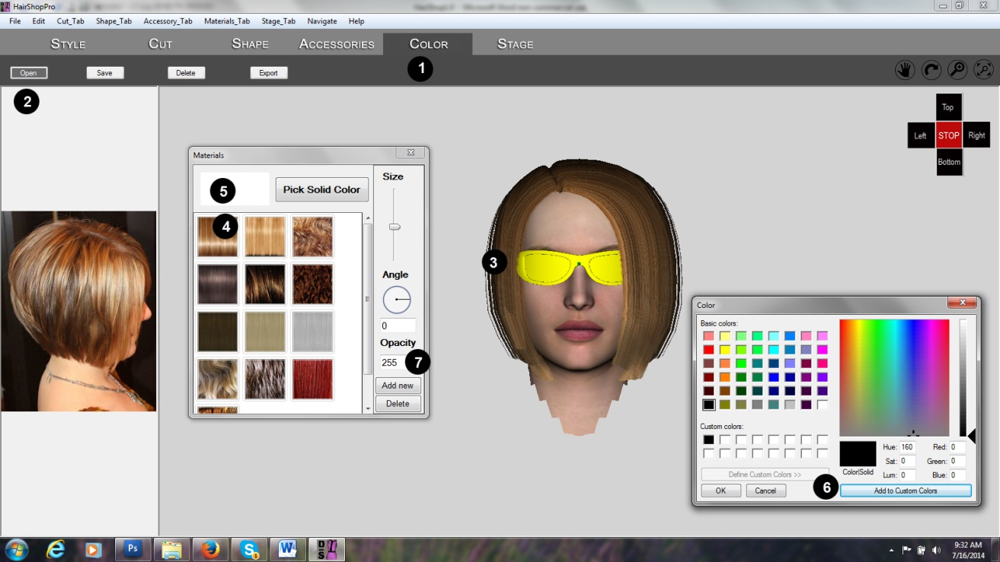 HairShopPro
File Edit Cut_Tab Shape_Tab Accessory_Tab Materials_Tab Stage_Tab Navigate Help
STYLE CUT SHAPE ACCESSORIES COLOR STAGE
Open Save Delete Export 1
2
Top
Left STOP Right
Bottom
Materials
5 Pick Solid Color
Size
4
Angle
0
Opacity
255 7
Add new
Delete
3
Color
Basic colors:
Custom colors:
Define Custom Colors >>
OK Cancel
Hue: 160 Red: 0
Sat: 0 Green: 0
Lum: 0 Blue: 0
Color|Solid
6 Add to Custom Colors
Ps S 1 W D|S
9:32 AM
7/16/2014